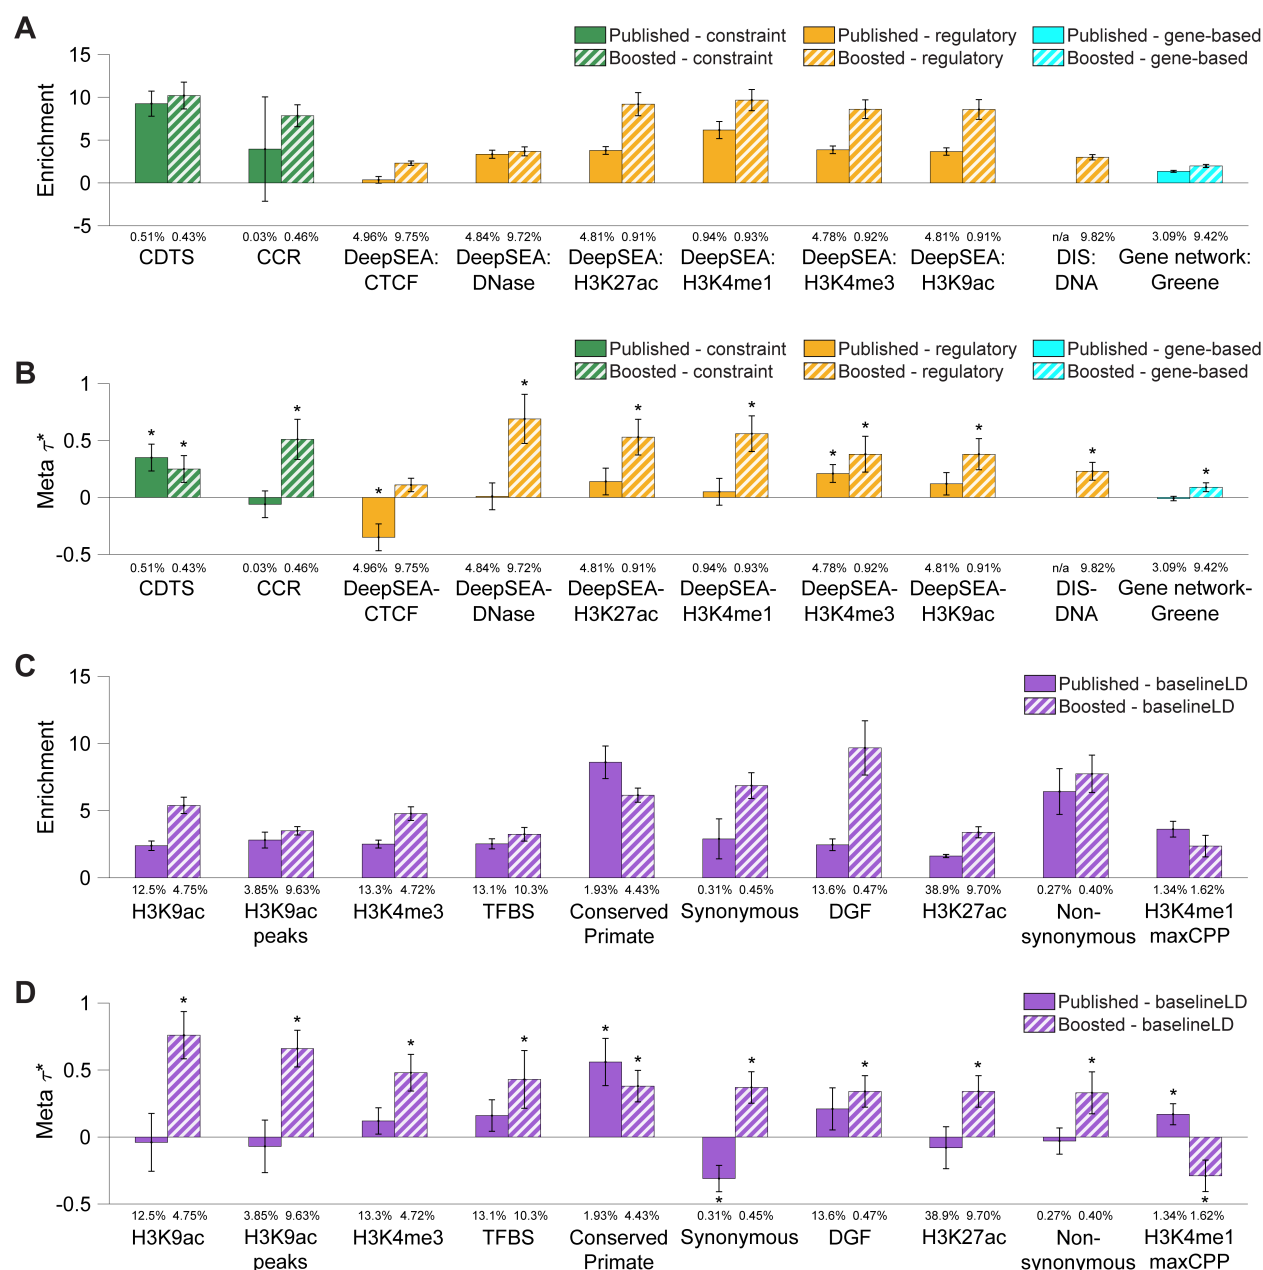 A
Published - constraint Published - regulatory Published - gene-based
Boosted - constraint Boosted - regulatory Boosted - gene-based
15
10
5
0
-5
Enrichment
0.51% 0.43% 0.03% 0.46% 4.96% 9.75% 4.84% 9.72% 4.81% 0.91% 0.94% 0.93% 4.78% 0.92% 4.81% 0.91% n/a 9.82% 3.09% 9.42%
CDTS CCR DeepSEA: DeepSEA: DeepSEA: DeepSEA: DeepSEA: DeepSEA: DIS: Gene network:
CTCF DNase H3K27ac H3K4me1 H3K4me3 H3K9ac DNA Greene
B
Published - constraint Published - regulatory Published - gene-based
Boosted - constraint Boosted - regulatory Boosted - gene-based
1
0.5
0
-0.5
Meta τ*
* * * * * * * * * * * *
0.51% 0.43% 0.03% 0.46% 4.96% 9.75% 4.84% 9.72% 4.81% 0.91% 0.94% 0.93% 4.78% 0.92% 4.81% 0.91% n/a 9.82% 3.09% 9.42%
CDTS CCR DeepSEA- DeepSEA- DeepSEA- DeepSEA- DeepSEA- DeepSEA- DIS- Gene network-
CTCF DNase H3K27ac H3K4me1 H3K4me3 H3K9ac DNA Greene
C
Published - baselineLD
Boosted - baselineLD
15
10
5
0
Enrichment
12.5% 4.75% 3.85% 9.63% 13.3% 4.72% 13.1% 10.3% 1.93% 4.43% 0.31% 0.45% 13.6% 0.47% 38.9% 9.70% 0.27% 0.40% 1.34% 1.62%
H3K9ac H3K9ac H3K4me3 TFBS Conserved Synonymous DGF H3K27ac Non- H3K4me1
peaks Primate synonymous maxCPP
D
Published - baselineLD
Boosted - baselineLD
1
0.5
0
-0.5
Meta τ*
* * * * * * * * * * * * *
12.5% 4.75% 3.85% 9.63% 13.3% 4.72% 13.1% 10.3% 1.93% 4.43% 0.31% 0.45% 13.6% 0.47% 38.9% 9.70% 0.27% 0.40% 1.34% 1.62%
H3K9ac H3K9ac H3K4me3 TFBS Conserved Synonymous DGF H3K27ac Non- H3K4me1
peaks Primate synonymous maxCPP